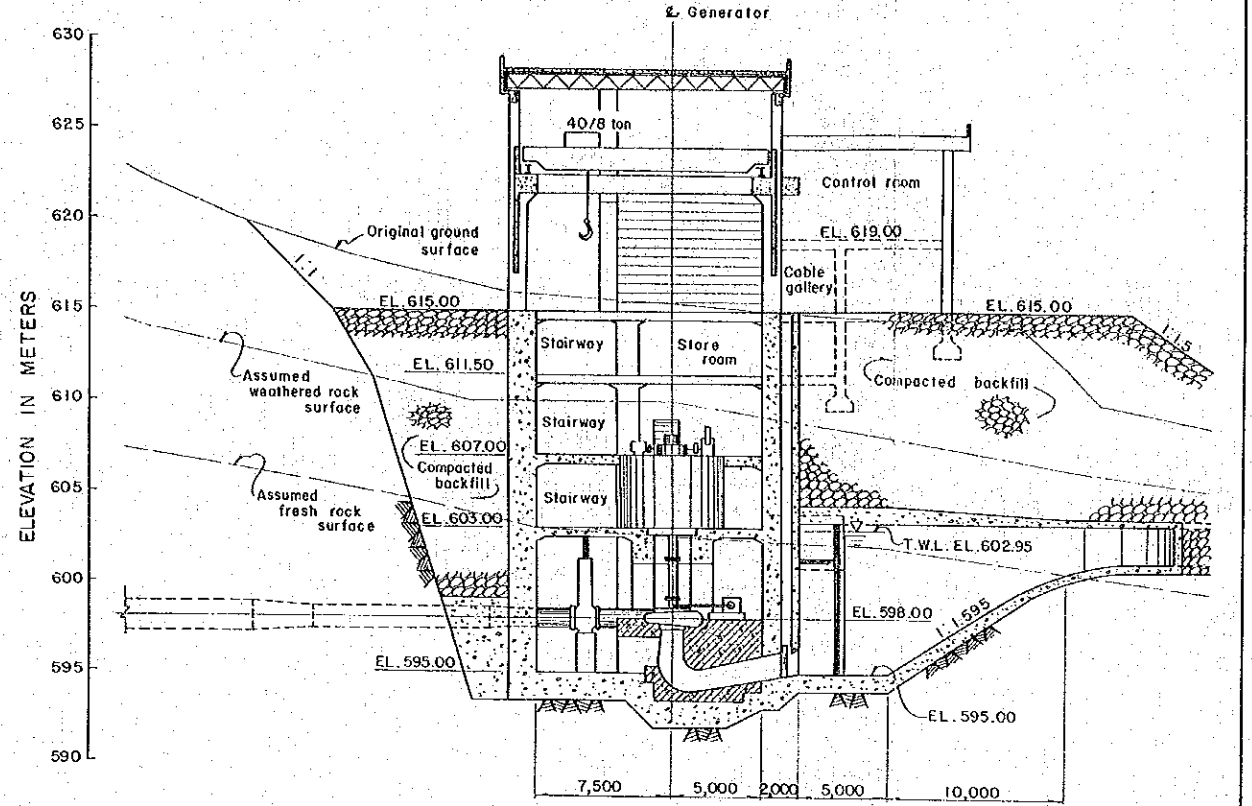 ℄ Generator
630
625
620
615
610
605
600
595
590
ELEVATION IN METERS
40/8 ton
Control room
Original ground
surface
EL. 619.00
1:1
Cable
gallery
EL. 615.00
EL. 615.00
1:1.5
Stairway
Store
room
EL. 611.50
Assumed
weathered rock
surface
Compacted backfill
Stairway
EL. 607.00
Compacted
backfill
Stairway
Assumed
fresh rock
surface
EL. 603.00
T.W.L. EL. 602.95
EL. 598.00
1:1.595
EL. 595.00
EL. 595.00
7,500 5,000 2,000 5,000 10,000